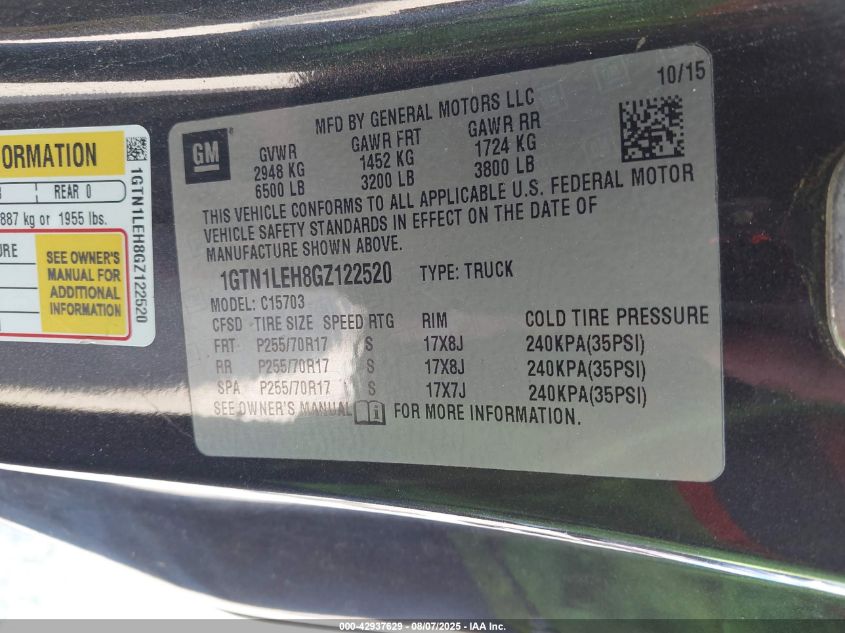 ORMATION
REAR 0
887 kg or 1955 lbs.
URE
SEE OWNER'S
MANUAL FOR
ADDITIONAL
INFORMATION
1GTN1LEH8GZ122520
GM
10/15
MFD BY GENERAL MOTORS LLC
GVWR GAWR FRT GAWR RR
2948 KG 1452 KG 1724 KG
6500 LB 3200 LB 3800 LB
THIS VEHICLE CONFORMS TO ALL APPLICABLE U.S. FEDERAL MOTOR
VEHICLE SAFETY STANDARDS IN EFFECT ON THE DATE OF
MANUFACTURE SHOWN ABOVE.
1GTN1LEH8GZ122520 TYPE: TRUCK
MODEL: C15703
CFSD TIRE SIZE SPEED RTG RIM COLD TIRE PRESSURE
FRT P255/70R17 S 17X8J 240KPA(35PSI)
RR P255/70R17 S 17X8J 240KPA(35PSI)
SPA P255/70R17 S 17X7J 240KPA(35PSI)
SEE OWNER'S MANUAL FOR MORE INFORMATION.
000-42937629 - 08/07/2025 - IAA Inc.